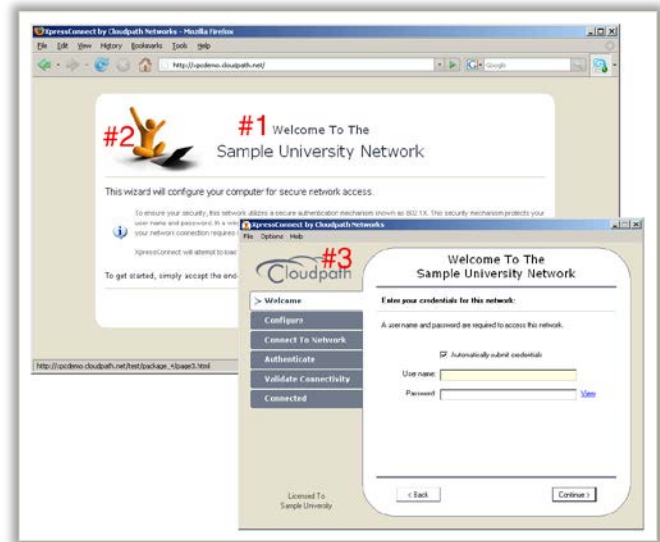 XpressConnect by Cloudpath Networks - Mozilla Firefox
File Edit View History Bookmarks Tools Help
http://xpcdemo.cloudpath.net/
Google
#2
#1 Welcome To The
Sample University Network
This wizard will configure your computer for secure network access.
To ensure your security, this network utilizes a secure authentication mechanism known as 802.1X. This security mechanism protects your
user name and password. In a
your network connection requires
XpressConnect will attempt to load
To get started, simply accept the end-
http://xpcdemo.cloudpath.net/test/package_4/page3.html
XpressConnect by Cloudpath Networks
File Options Help
#3
Cloudpath
Welcome To The
Sample University Network
> Welcome
Configure
Connect To Network
Authenticate
Validate Connectivity
Connected
Licensed To
Sample University
Enter your credentials for this network:
A user name and password are required to access this network.
Automatically submit credentials
User name:
Password:
View
< Back
Continue >